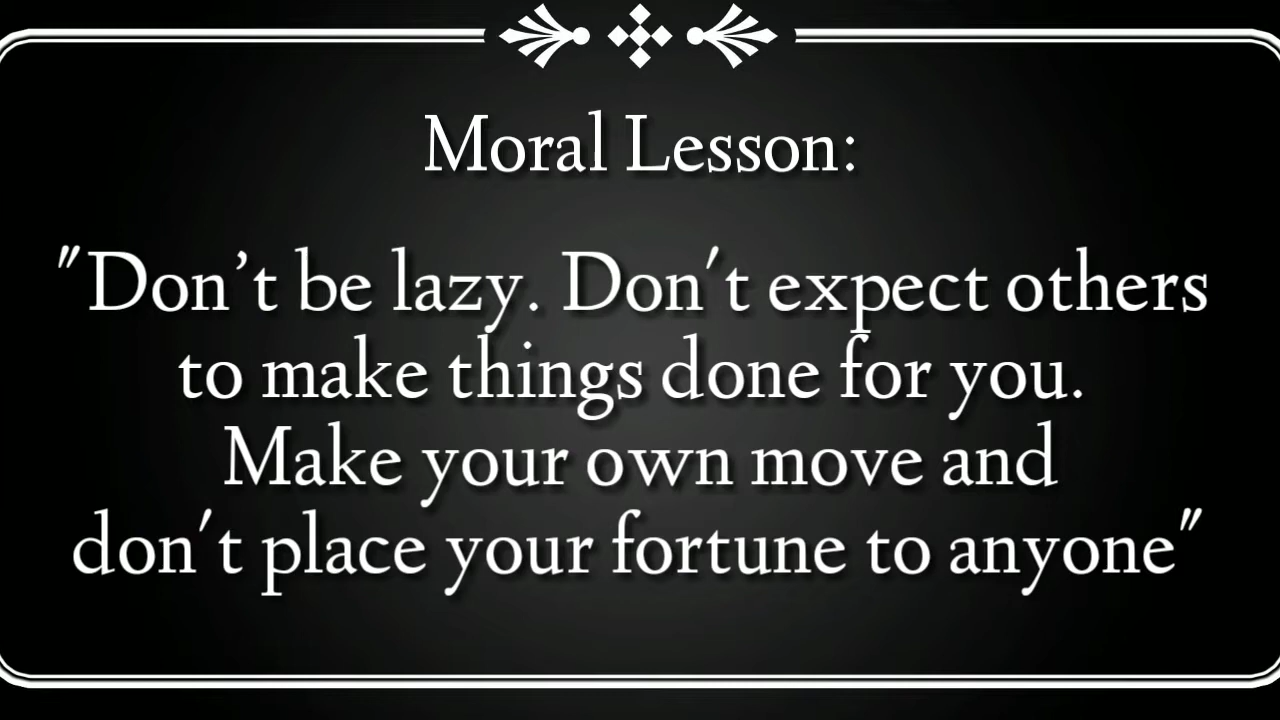 Moral Lesson:
"Don't be lazy. Don't expect others
to make things done for you.
Make your own move and
don't place your fortune to anyone"